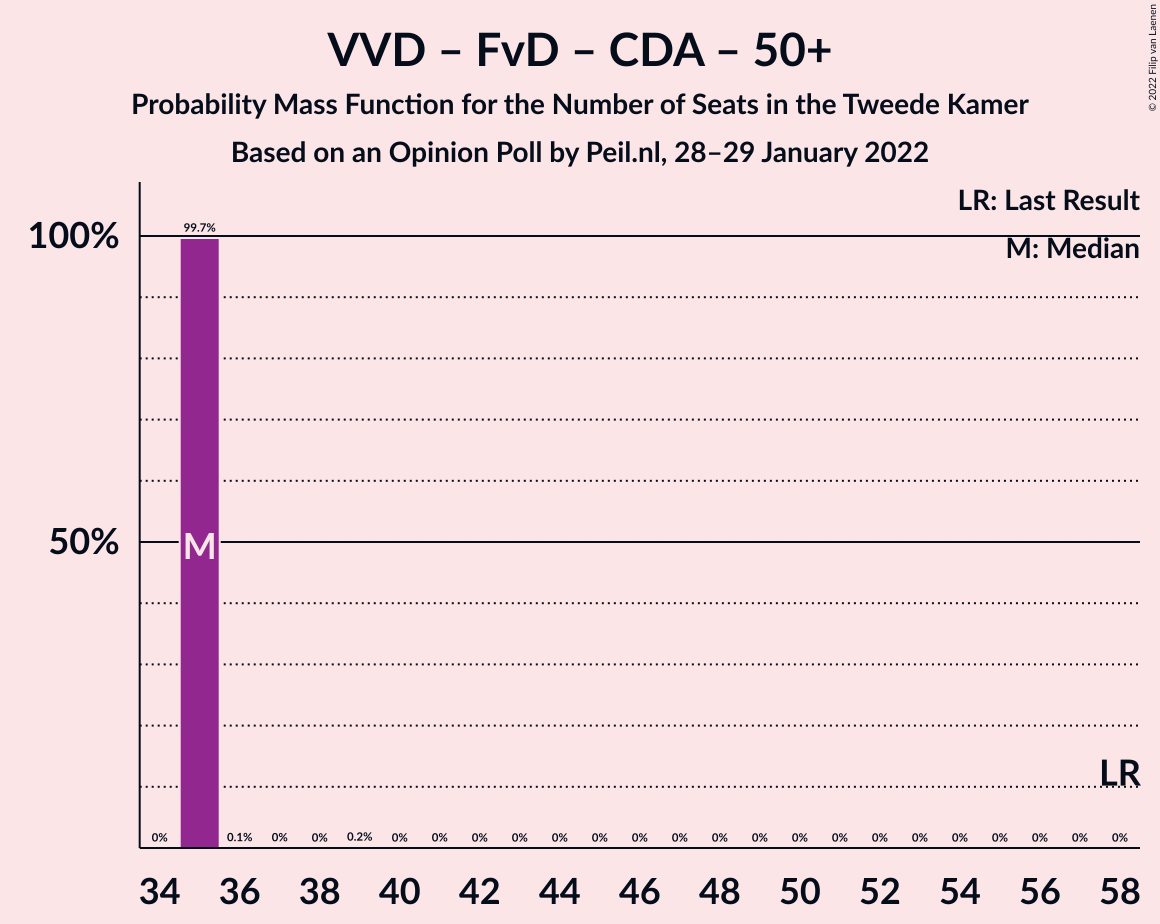 VVD – FvD – CDA – 50+
Probability Mass Function for the Number of Seats in the Tweede Kamer
Based on an Opinion Poll by Peil.nl, 28–29 January 2022
© 2022 Filip van Laenen
LR: Last Result
M: Median
100%
50%
99.7%
M
LR
0% 0.1% 0% 0% 0.2% 0% 0% 0% 0% 0% 0% 0% 0% 0% 0% 0% 0% 0% 0% 0% 0% 0% 0% 0%
34 36 38 40 42 44 46 48 50 52 54 56 58